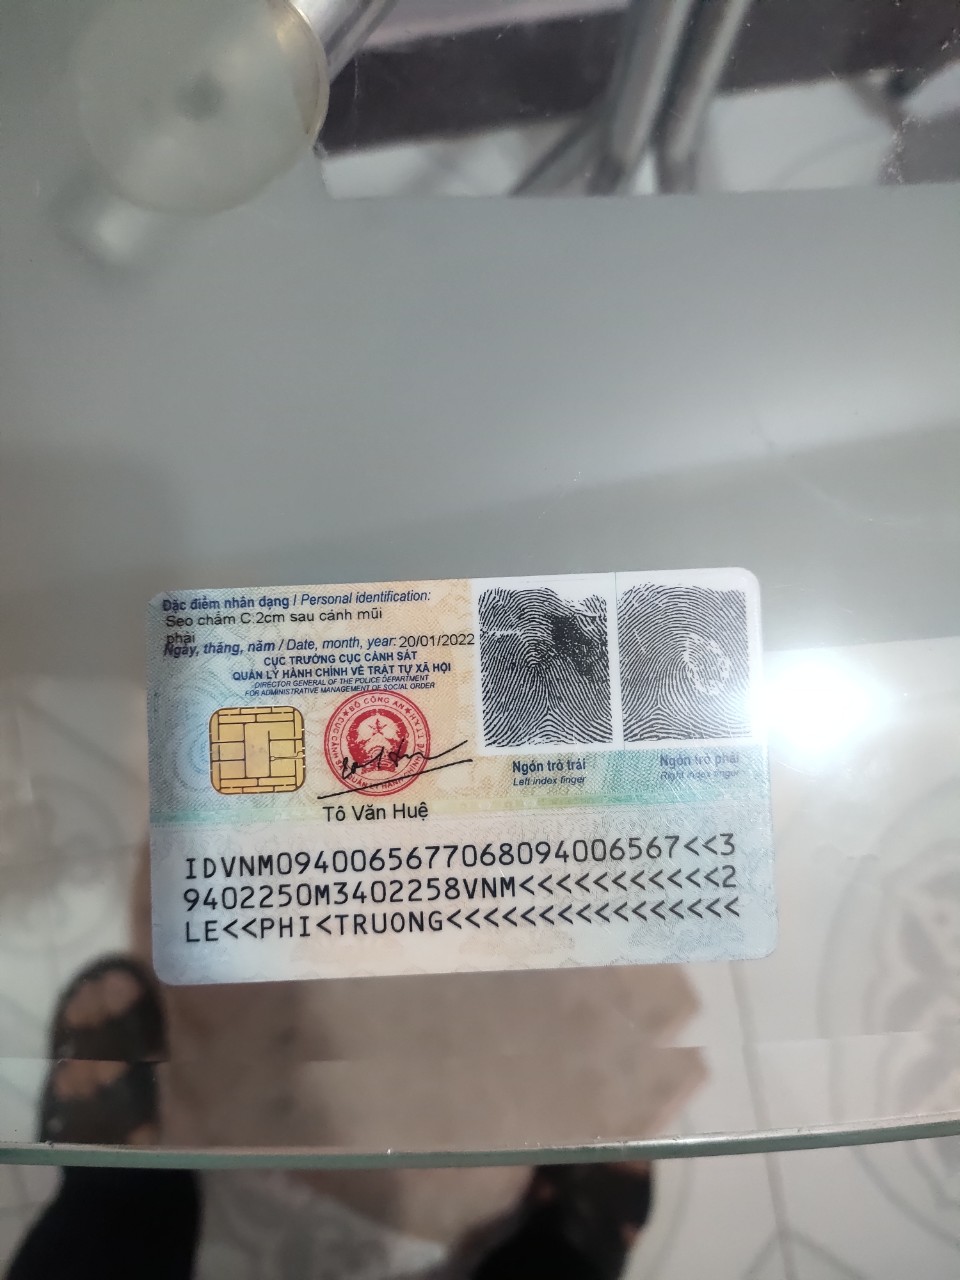 Đặc điểm nhân dạng / Personal identification:
Sẹo chấm C.2cm sau cánh mũi
phải
Ngày, tháng, năm / Date, month, year: 20/01/2022
CỤC TRƯỞNG CỤC CẢNH SÁT
QUẢN LÝ HÀNH CHÍNH VỀ TRẬT TỰ XÃ HỘI
DIRECTOR GENERAL OF THE POLICE DEPARTMENT
FOR ADMINISTRATIVE MANAGEMENT OF SOCIAL ORDER
BỘ CÔNG AN
Tô Văn Huệ
Ngón trỏ trái
Left index finger
Ngón trỏ phải
Right index finger
IDVNM0940065677068094006567<<3
9402250M3402258VNM<<<<<<<<<<<2
LE<<PHI<TRUONG<<<<<<<<<<<<<<<<